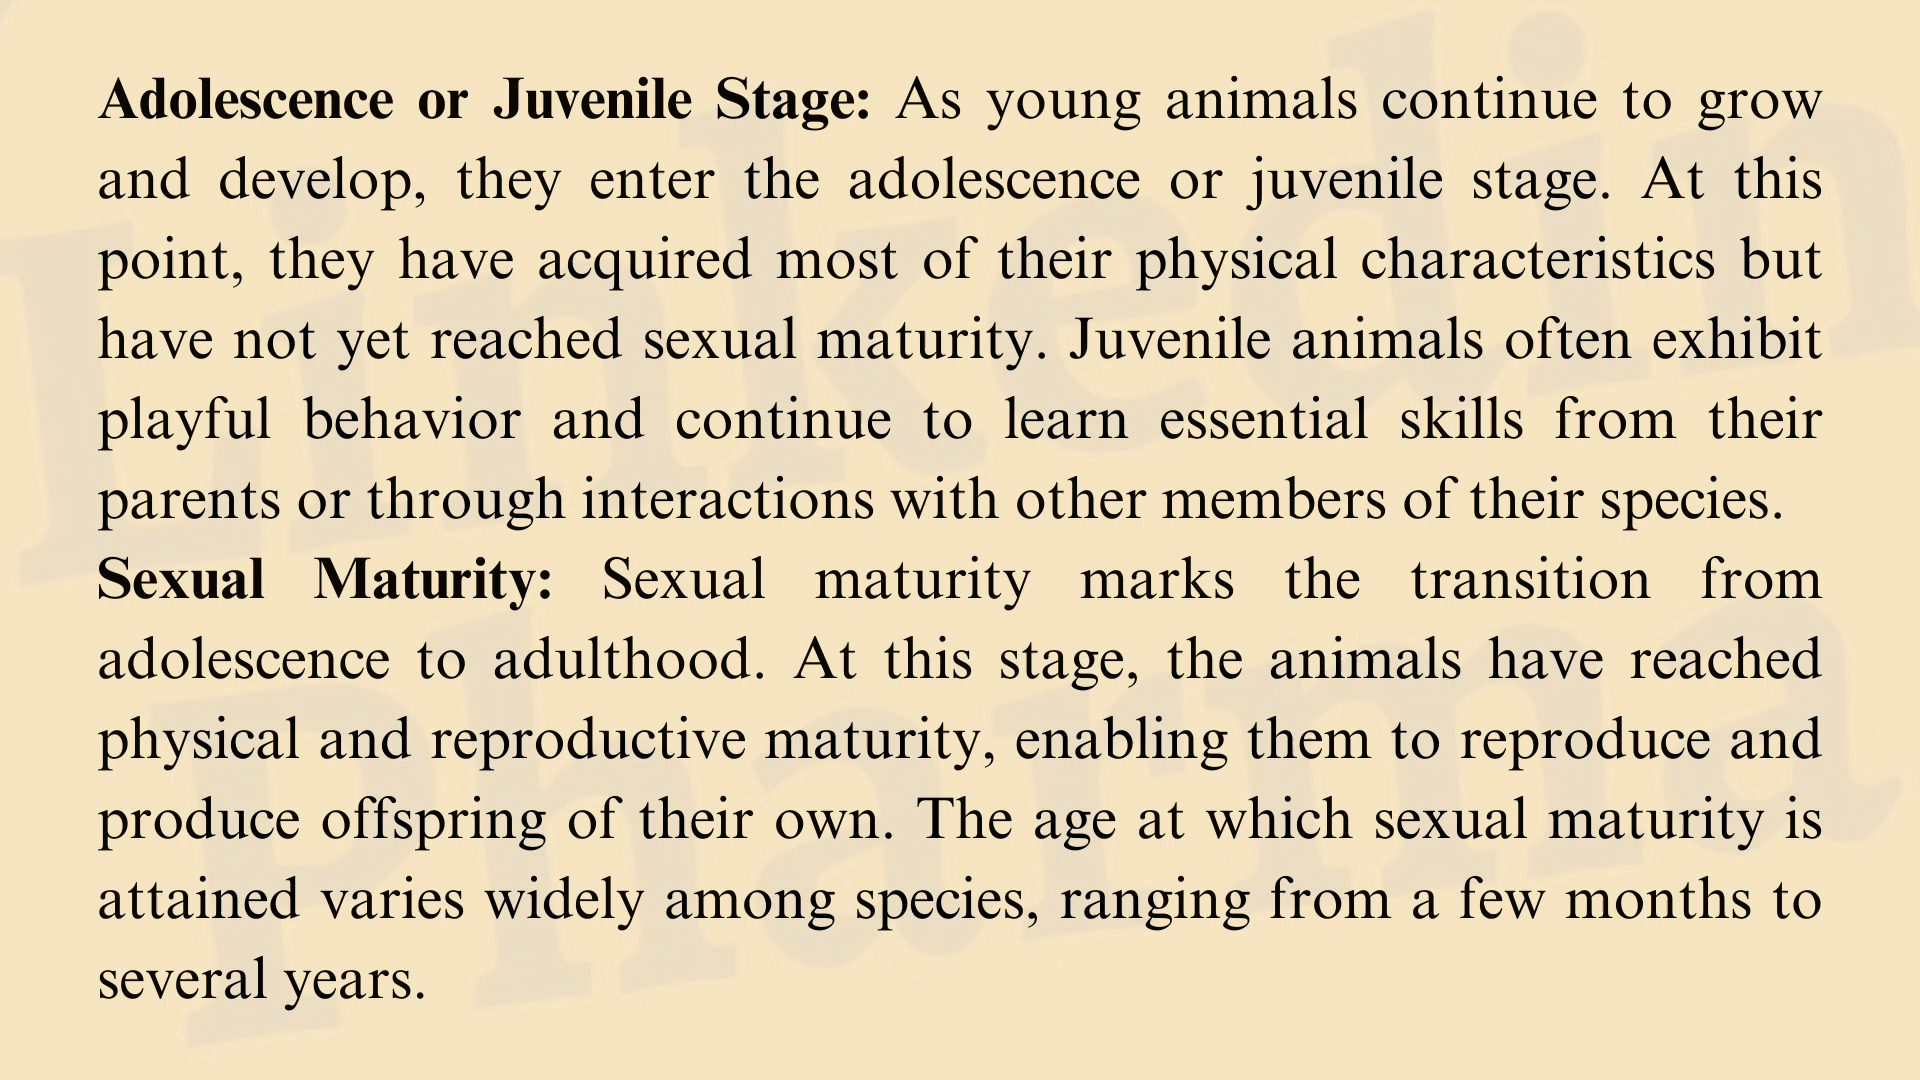 Adolescence or Juvenile Stage: As young animals continue to grow
and develop, they enter the adolescence or juvenile stage. At this
point, they have acquired most of their physical characteristics but
have not yet reached sexual maturity. Juvenile animals often exhibit
playful behavior and continue to learn essential skills from their
parents or through interactions with other members of their species.
Sexual Maturity: Sexual maturity marks the transition from
adolescence to adulthood. At this stage, the animals have reached
physical and reproductive maturity, enabling them to reproduce and
produce offspring of their own. The age at which sexual maturity is
attained varies widely among species, ranging from a few months to
several years.
Linkedin
Pharma